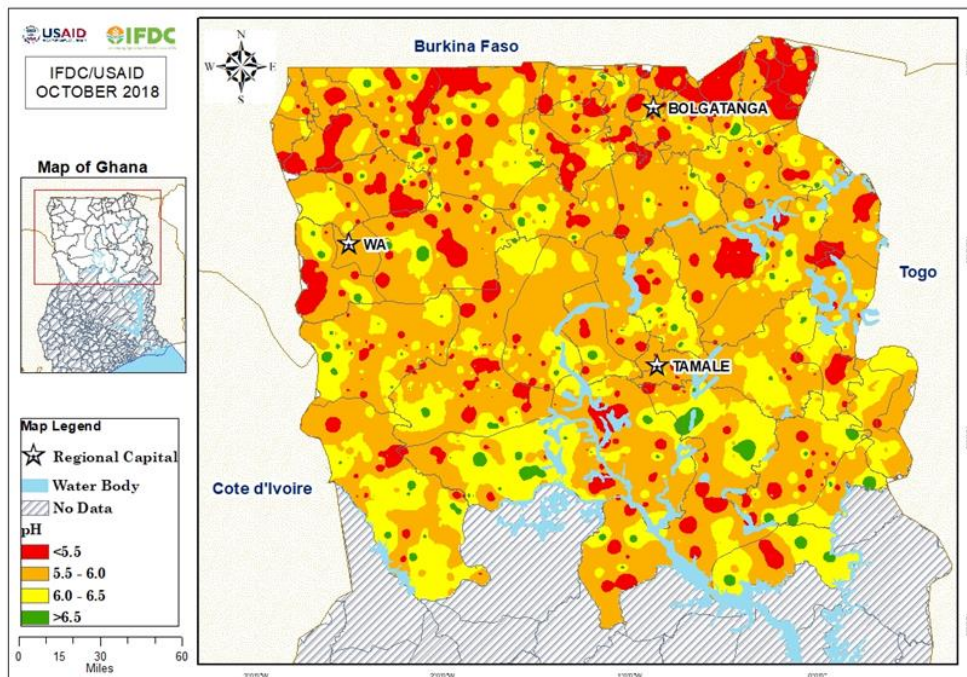 USAID
IFDC
IFDC/USAID
OCTOBER 2018
Map of Ghana
Map Legend
Regional Capital
Water Body
No Data
pH
<5.5
5.5 - 6.0
6.0 - 6.5
>6.5
0 15 30 60
Miles
N
W E
S
Burkina Faso
BOLGATANGA
WA
Togo
TAMALE
Cote d'Ivoire